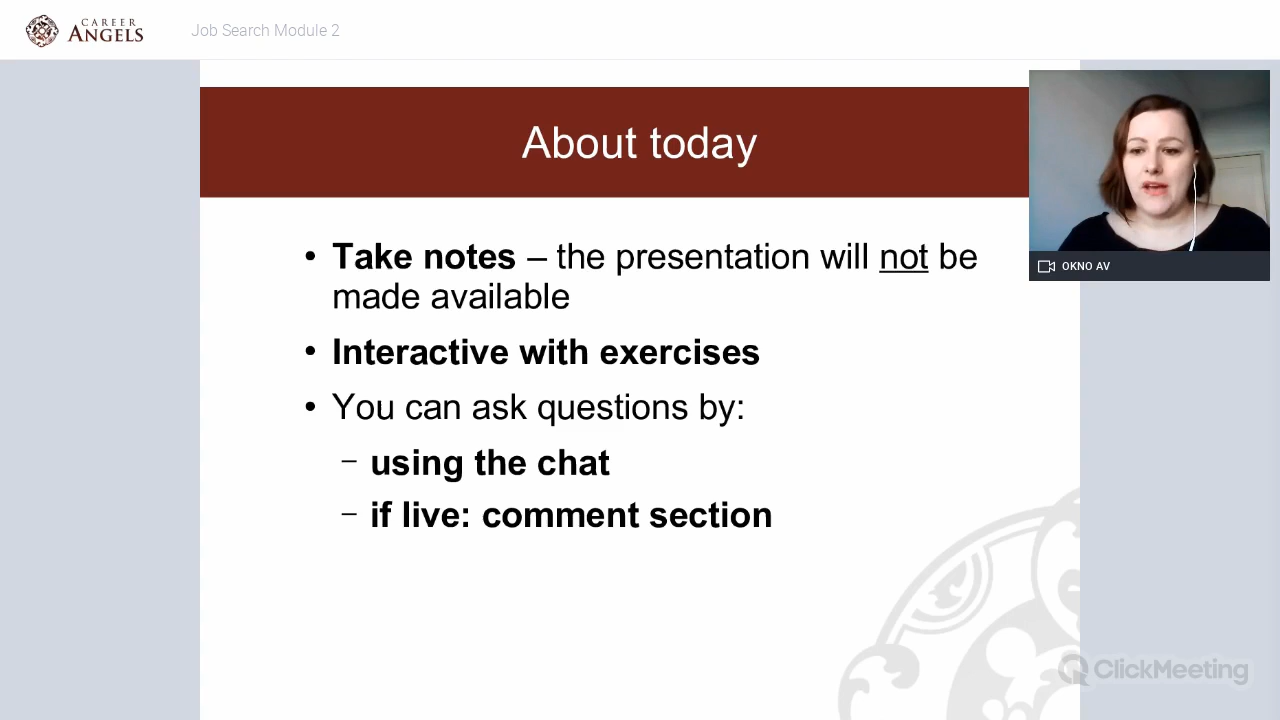 CAREER
ANGELS
Job Search Module 2
About today
• Take notes – the presentation will not be
made available
• Interactive with exercises
• You can ask questions by:
– using the chat
– if live: comment section
OKNO AV
ClickMeeting